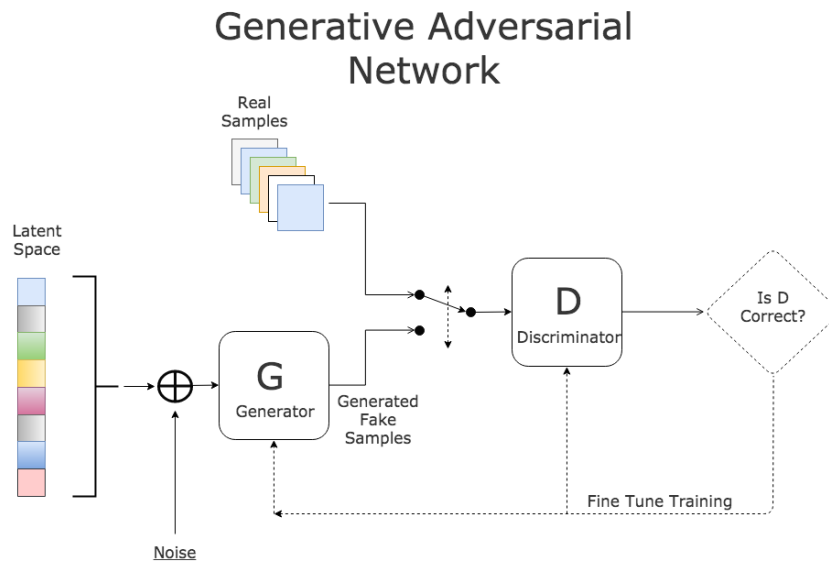 Generative Adversarial
Network
Real
Samples
Latent
Space
G
Generator
Generated
Fake
Samples
D
Discriminator
Is D
Correct?
Fine Tune Training
Noise